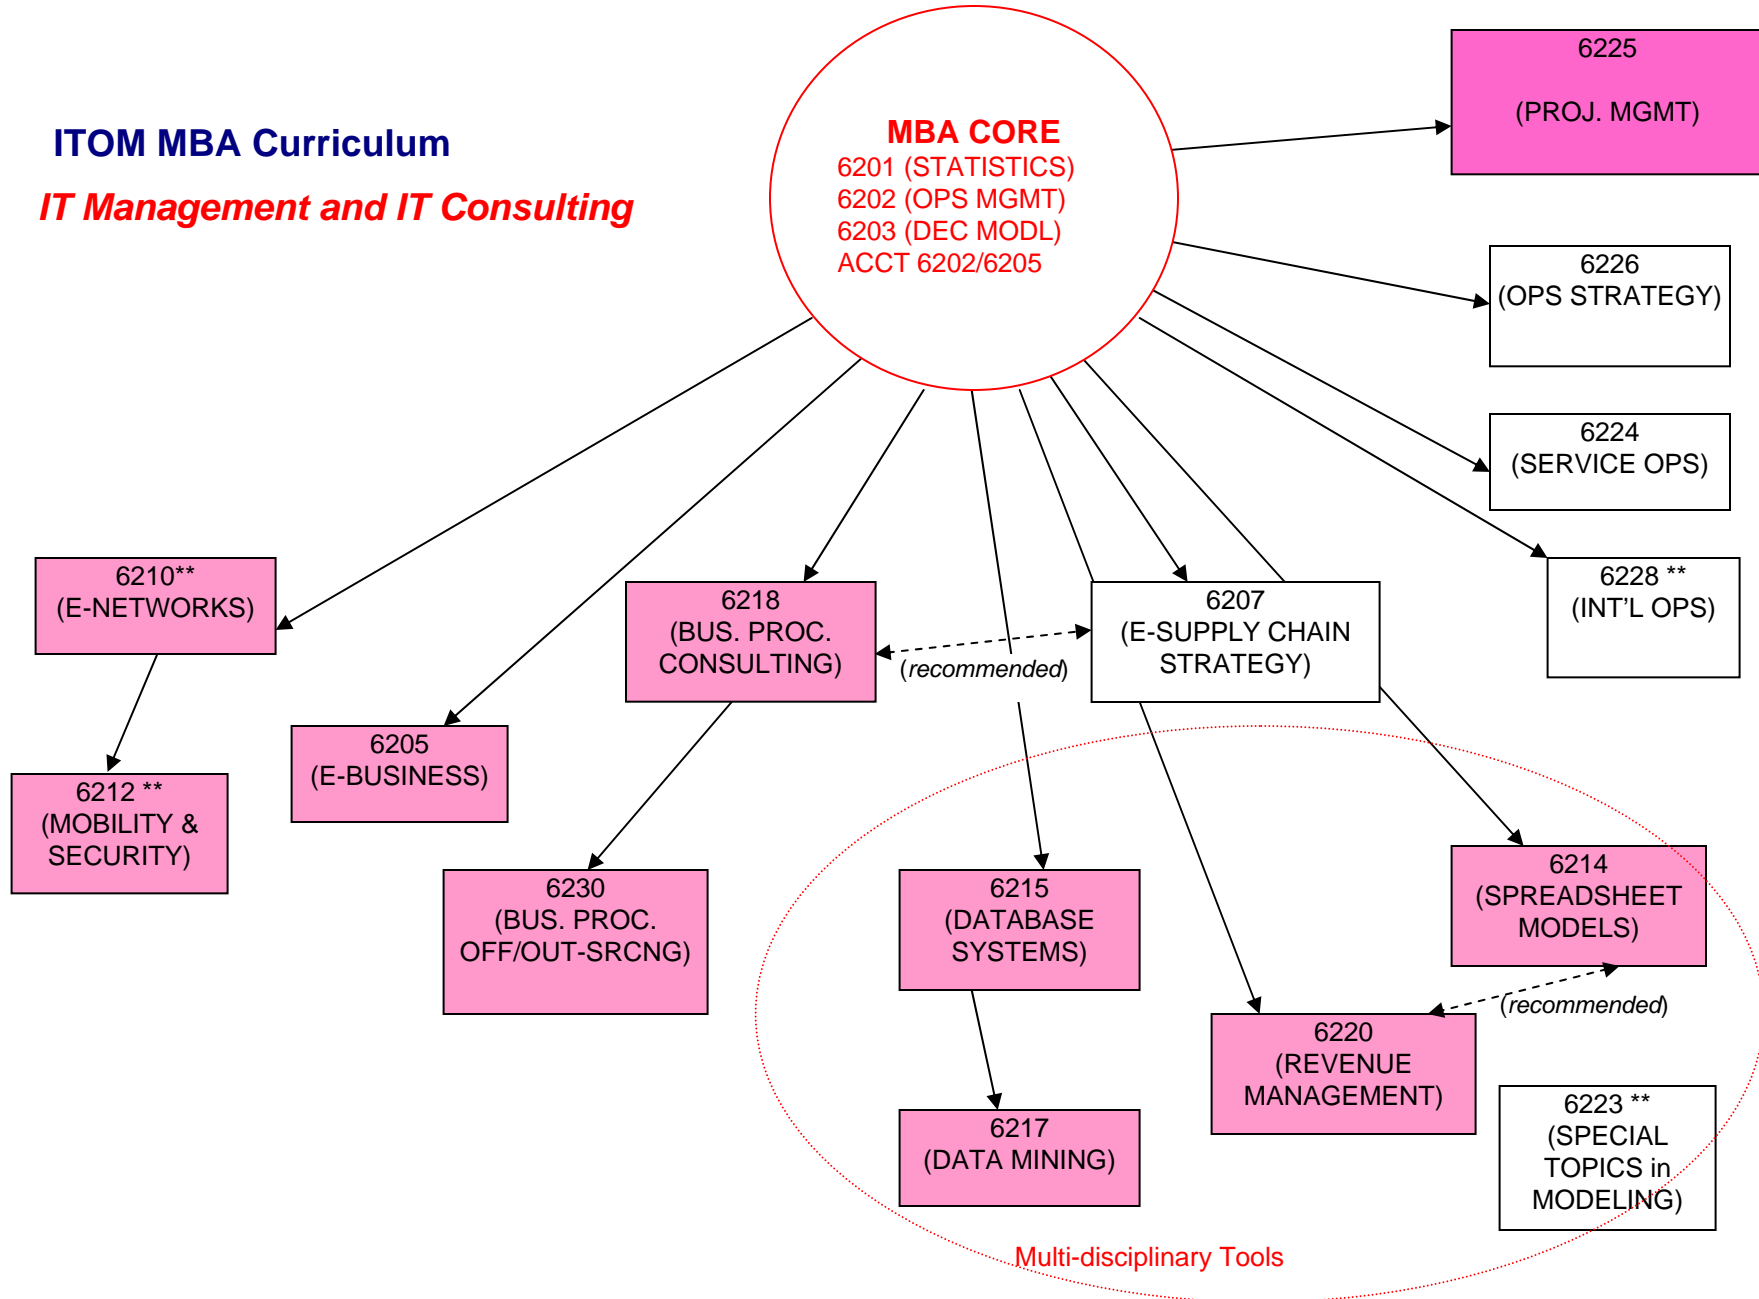 ITOM MBA Curriculum
IT Management and IT Consulting
MBA CORE
6201 (STATISTICS)
6202 (OPS MGMT)
6203 (DEC MODL)
ACCT 6202/6205
6225
(PROJ. MGMT)
6226
(OPS STRATEGY)
6224
(SERVICE OPS)
6228 **
(INT’L OPS)
6210**
(E-NETWORKS)
6218
(BUS. PROC.
CONSULTING)
(recommended)
6207
(E-SUPPLY CHAIN
STRATEGY)
6212 **
(MOBILITY &
SECURITY)
6205
(E-BUSINESS)
6230
(BUS. PROC.
OFF/OUT-SRCNG)
6215
(DATABASE
SYSTEMS)
6214
(SPREADSHEET
MODELS)
(recommended)
6220
(REVENUE
MANAGEMENT)
6217
(DATA MINING)
6223 **
(SPECIAL
TOPICS in
MODELING)
Multi-disciplinary Tools